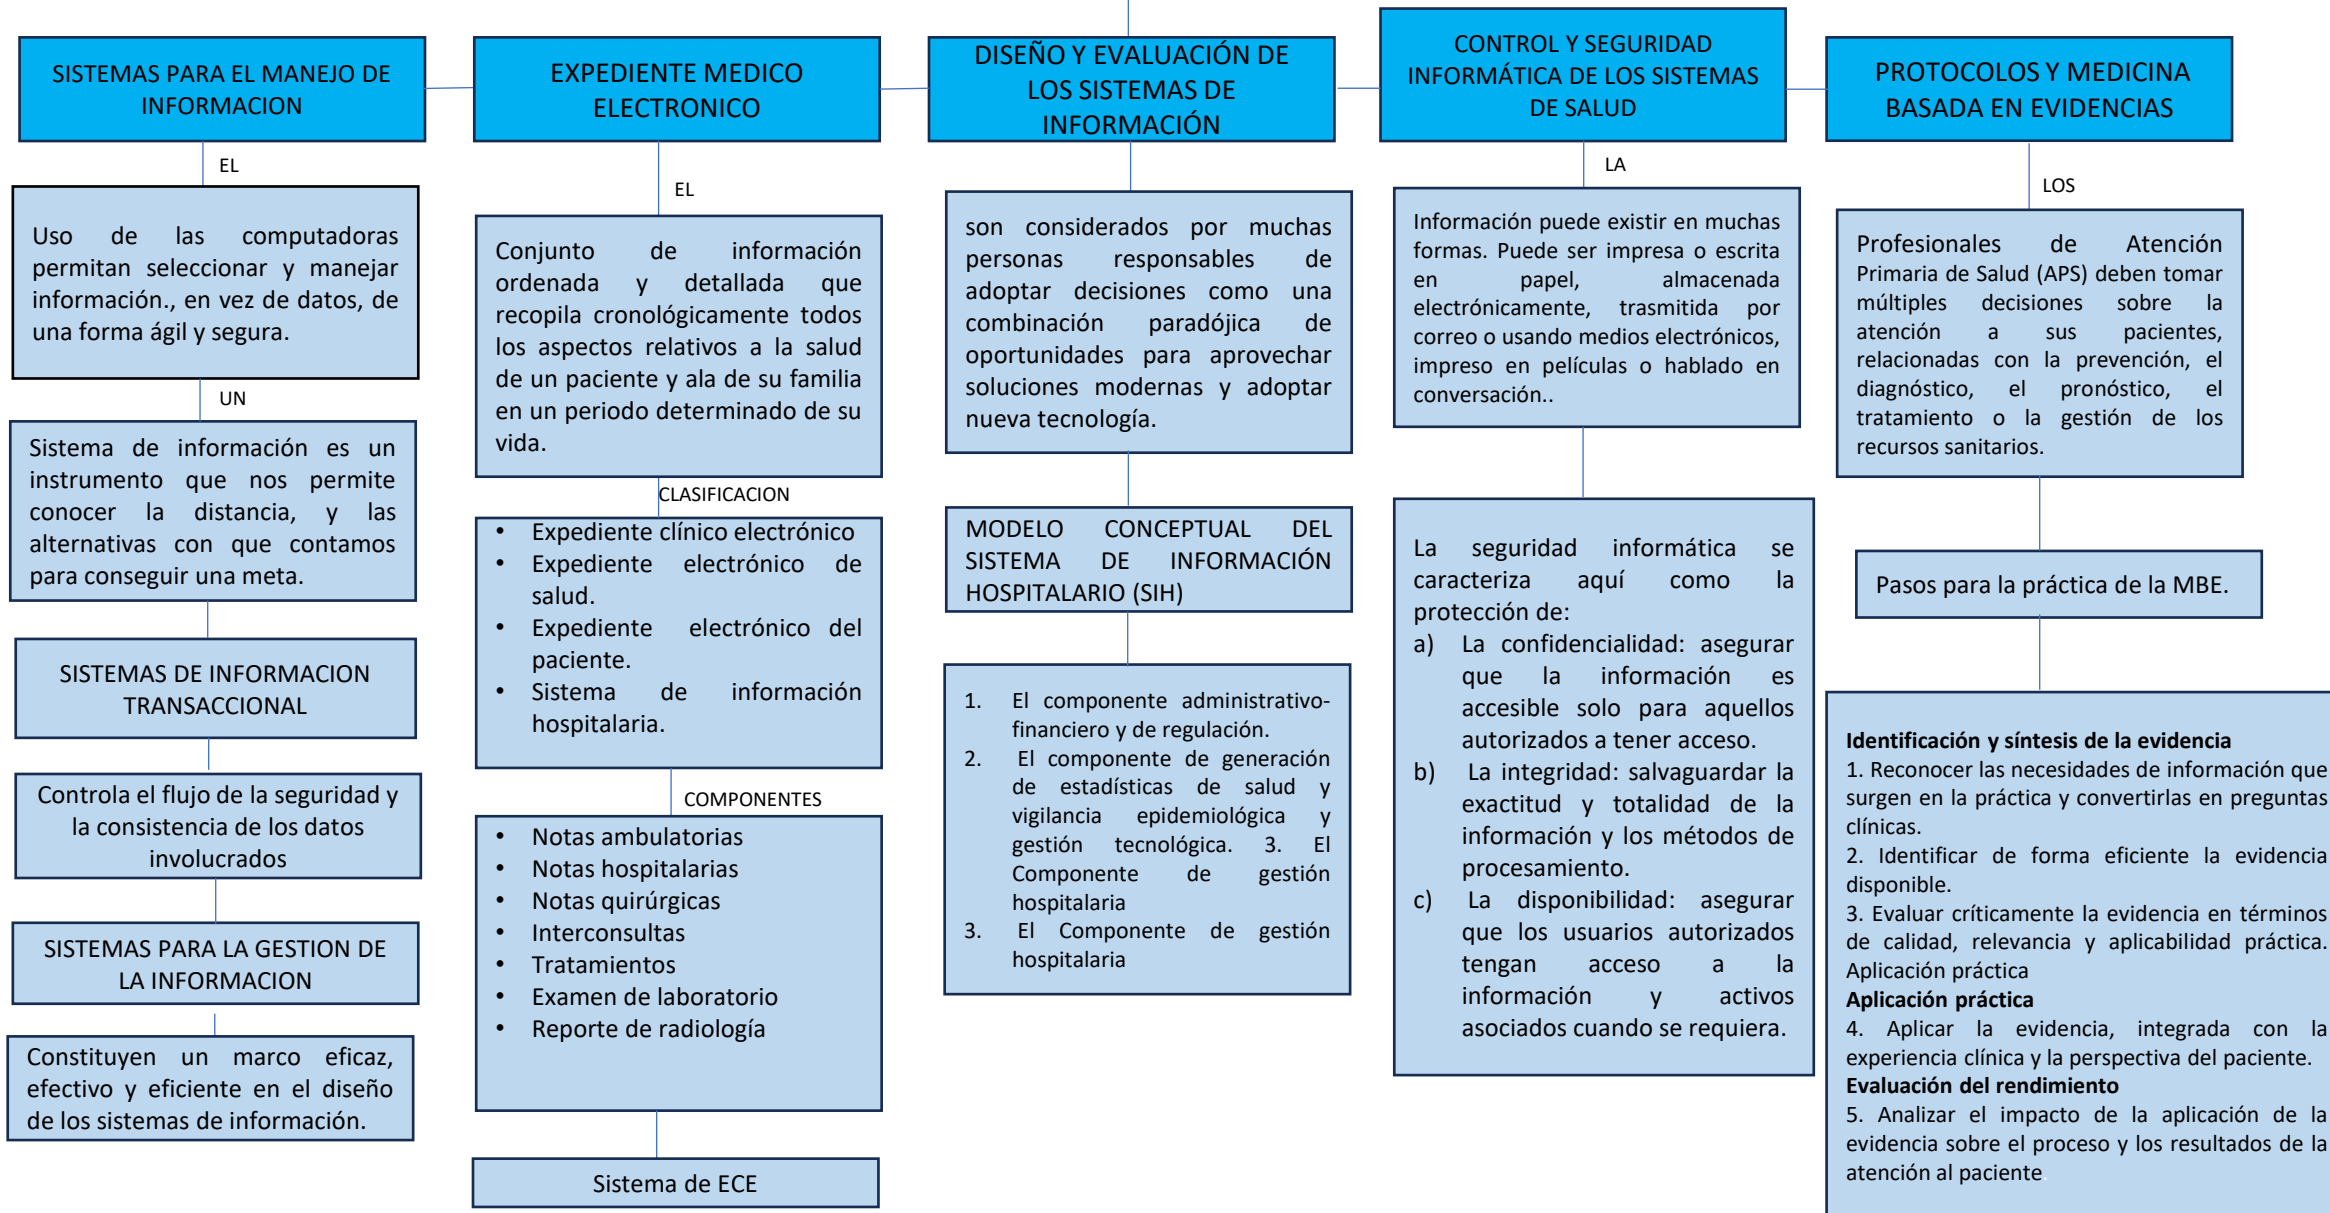 SISTEMAS PARA EL MANEJO DE
INFORMACION
EL
Uso de las computadoras
permitan seleccionar y manejar
información., en vez de datos, de
una forma ágil y segura.
UN
Sistema de información es un
instrumento que nos permite
conocer la distancia, y las
alternativas con que contamos
para conseguir una meta.
SISTEMAS DE INFORMACION
TRANSACCIONAL
Controla el flujo de la seguridad y
la consistencia de los datos
involucrados
SISTEMAS PARA LA GESTION DE
LA INFORMACION
Constituyen un marco eficaz,
efectivo y eficiente en el diseño
de los sistemas de información.
EXPEDIENTE MEDICO
ELECTRONICO
EL
Conjunto de información
ordenada y detallada que
recopila cronológicamente todos
los aspectos relativos a la salud
de un paciente y ala de su familia
en un periodo determinado de su
vida.
CLASIFICACION
• Expediente clínico electrónico
• Expediente electrónico de
salud.
• Expediente electrónico del
paciente.
• Sistema de información
hospitalaria.
COMPONENTES
• Notas ambulatorias
• Notas hospitalarias
• Notas quirúrgicas
• Interconsultas
• Tratamientos
• Examen de laboratorio
• Reporte de radiología
Sistema de ECE
DISEÑO Y EVALUACIÓN DE
LOS SISTEMAS DE
INFORMACIÓN
son considerados por muchas
personas responsables de
adoptar decisiones como una
combinación paradójica de
oportunidades para aprovechar
soluciones modernas y adoptar
nueva tecnología.
MODELO CONCEPTUAL DEL
SISTEMA DE INFORMACIÓN
HOSPITALARIO (SIH)
1. El componente administrativo-
financiero y de regulación.
2. El componente de generación
de estadísticas de salud y
vigilancia epidemiológica y
gestión tecnológica. 3. El
Componente de gestión
hospitalaria
3. El Componente de gestión
hospitalaria
CONTROL Y SEGURIDAD
INFORMÁTICA DE LOS SISTEMAS
DE SALUD
LA
Información puede existir en muchas
formas. Puede ser impresa o escrita
en papel, almacenada
electrónicamente, trasmitida por
correo o usando medios electrónicos,
impreso en películas o hablado en
conversación..
La seguridad informática se
caracteriza aquí como la
protección de:
a) La confidencialidad: asegurar
que la información es
accesible solo para aquellos
autorizados a tener acceso.
b) La integridad: salvaguardar la
exactitud y totalidad de la
información y los métodos de
procesamiento.
c) La disponibilidad: asegurar
que los usuarios autorizados
tengan acceso a la
información y activos
asociados cuando se requiera.
PROTOCOLOS Y MEDICINA
BASADA EN EVIDENCIAS
LOS
Profesionales de Atención
Primaria de Salud (APS) deben tomar
múltiples decisiones sobre la
atención a sus pacientes,
relacionadas con la prevención, el
diagnóstico, el pronóstico, el
tratamiento o la gestión de los
recursos sanitarios.
Pasos para la práctica de la MBE.
Identificación y síntesis de la evidencia
1. Reconocer las necesidades de información que
surgen en la práctica y convertirlas en preguntas
clínicas.
2. Identificar de forma eficiente la evidencia
disponible.
3. Evaluar críticamente la evidencia en términos
de calidad, relevancia y aplicabilidad práctica.
Aplicación práctica
Aplicación práctica
4. Aplicar la evidencia, integrada con la
experiencia clínica y la perspectiva del paciente.
Evaluación del rendimiento
5. Analizar el impacto de la aplicación de la
evidencia sobre el proceso y los resultados de la
atención al paciente.